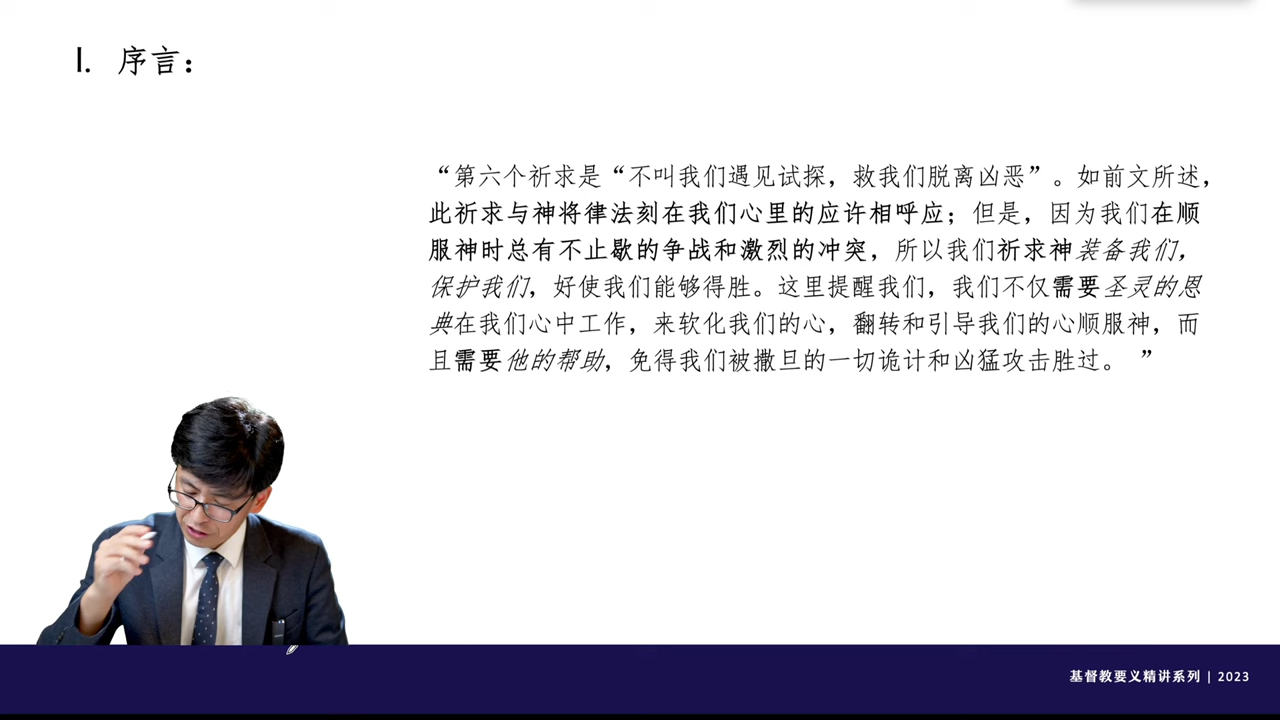 I. 序言：
“第六个祈求是“不叫我们遇见试探，救我们脱离凶恶”。如前文所述，
此祈求与神将律法刻在我们心里的应许相呼应；但是，因为我们在顺
服神时总有不止歇的争战和激烈的冲突，所以我们祈求神装备我们，
保护我们，好使我们能够得胜。这里提醒我们，我们不仅需要圣灵的恩
典在我们心中工作，来软化我们的心，翻转和引导我们的心顺服神，而
且需要他的帮助，免得我们被撒旦的一切诡计和凶猛攻击胜过。 ”
基督教要义精讲系列 | 2023